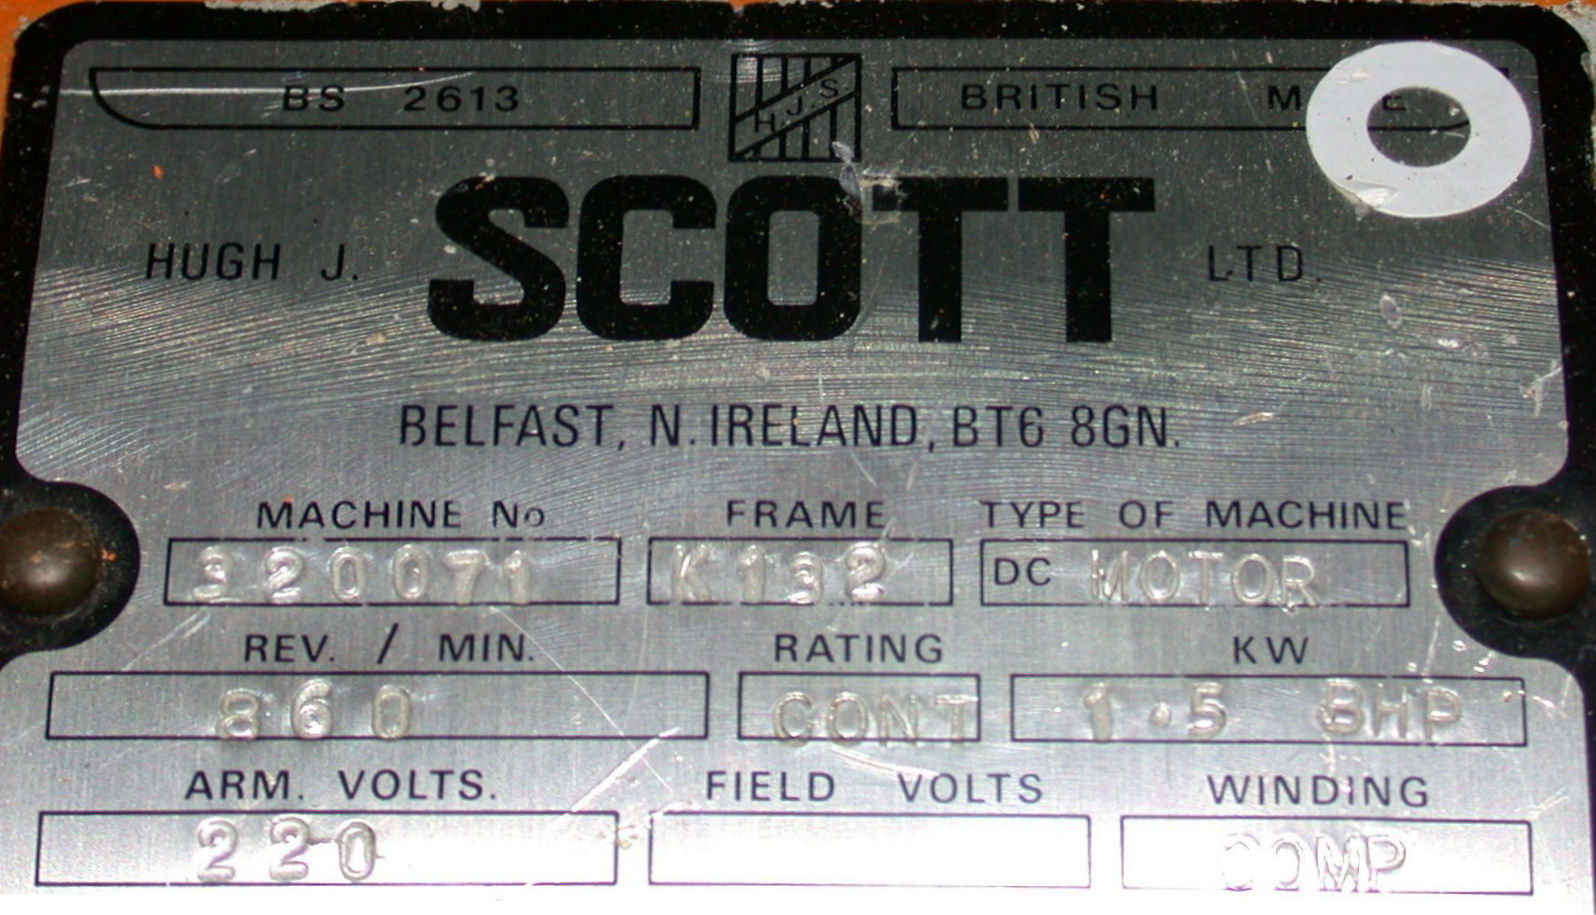 BS 2613
H.J.S.
BRITISH
HUGH J. SCOTT LTD.
BELFAST, N. IRELAND, BT6 8GN.
MACHINE No FRAME TYPE OF MACHINE
320071 K132 DC MOTOR
REV. / MIN. RATING KW
860 CONT 1.5 BHP
ARM. VOLTS. FIELD VOLTS WINDING
220 COMP